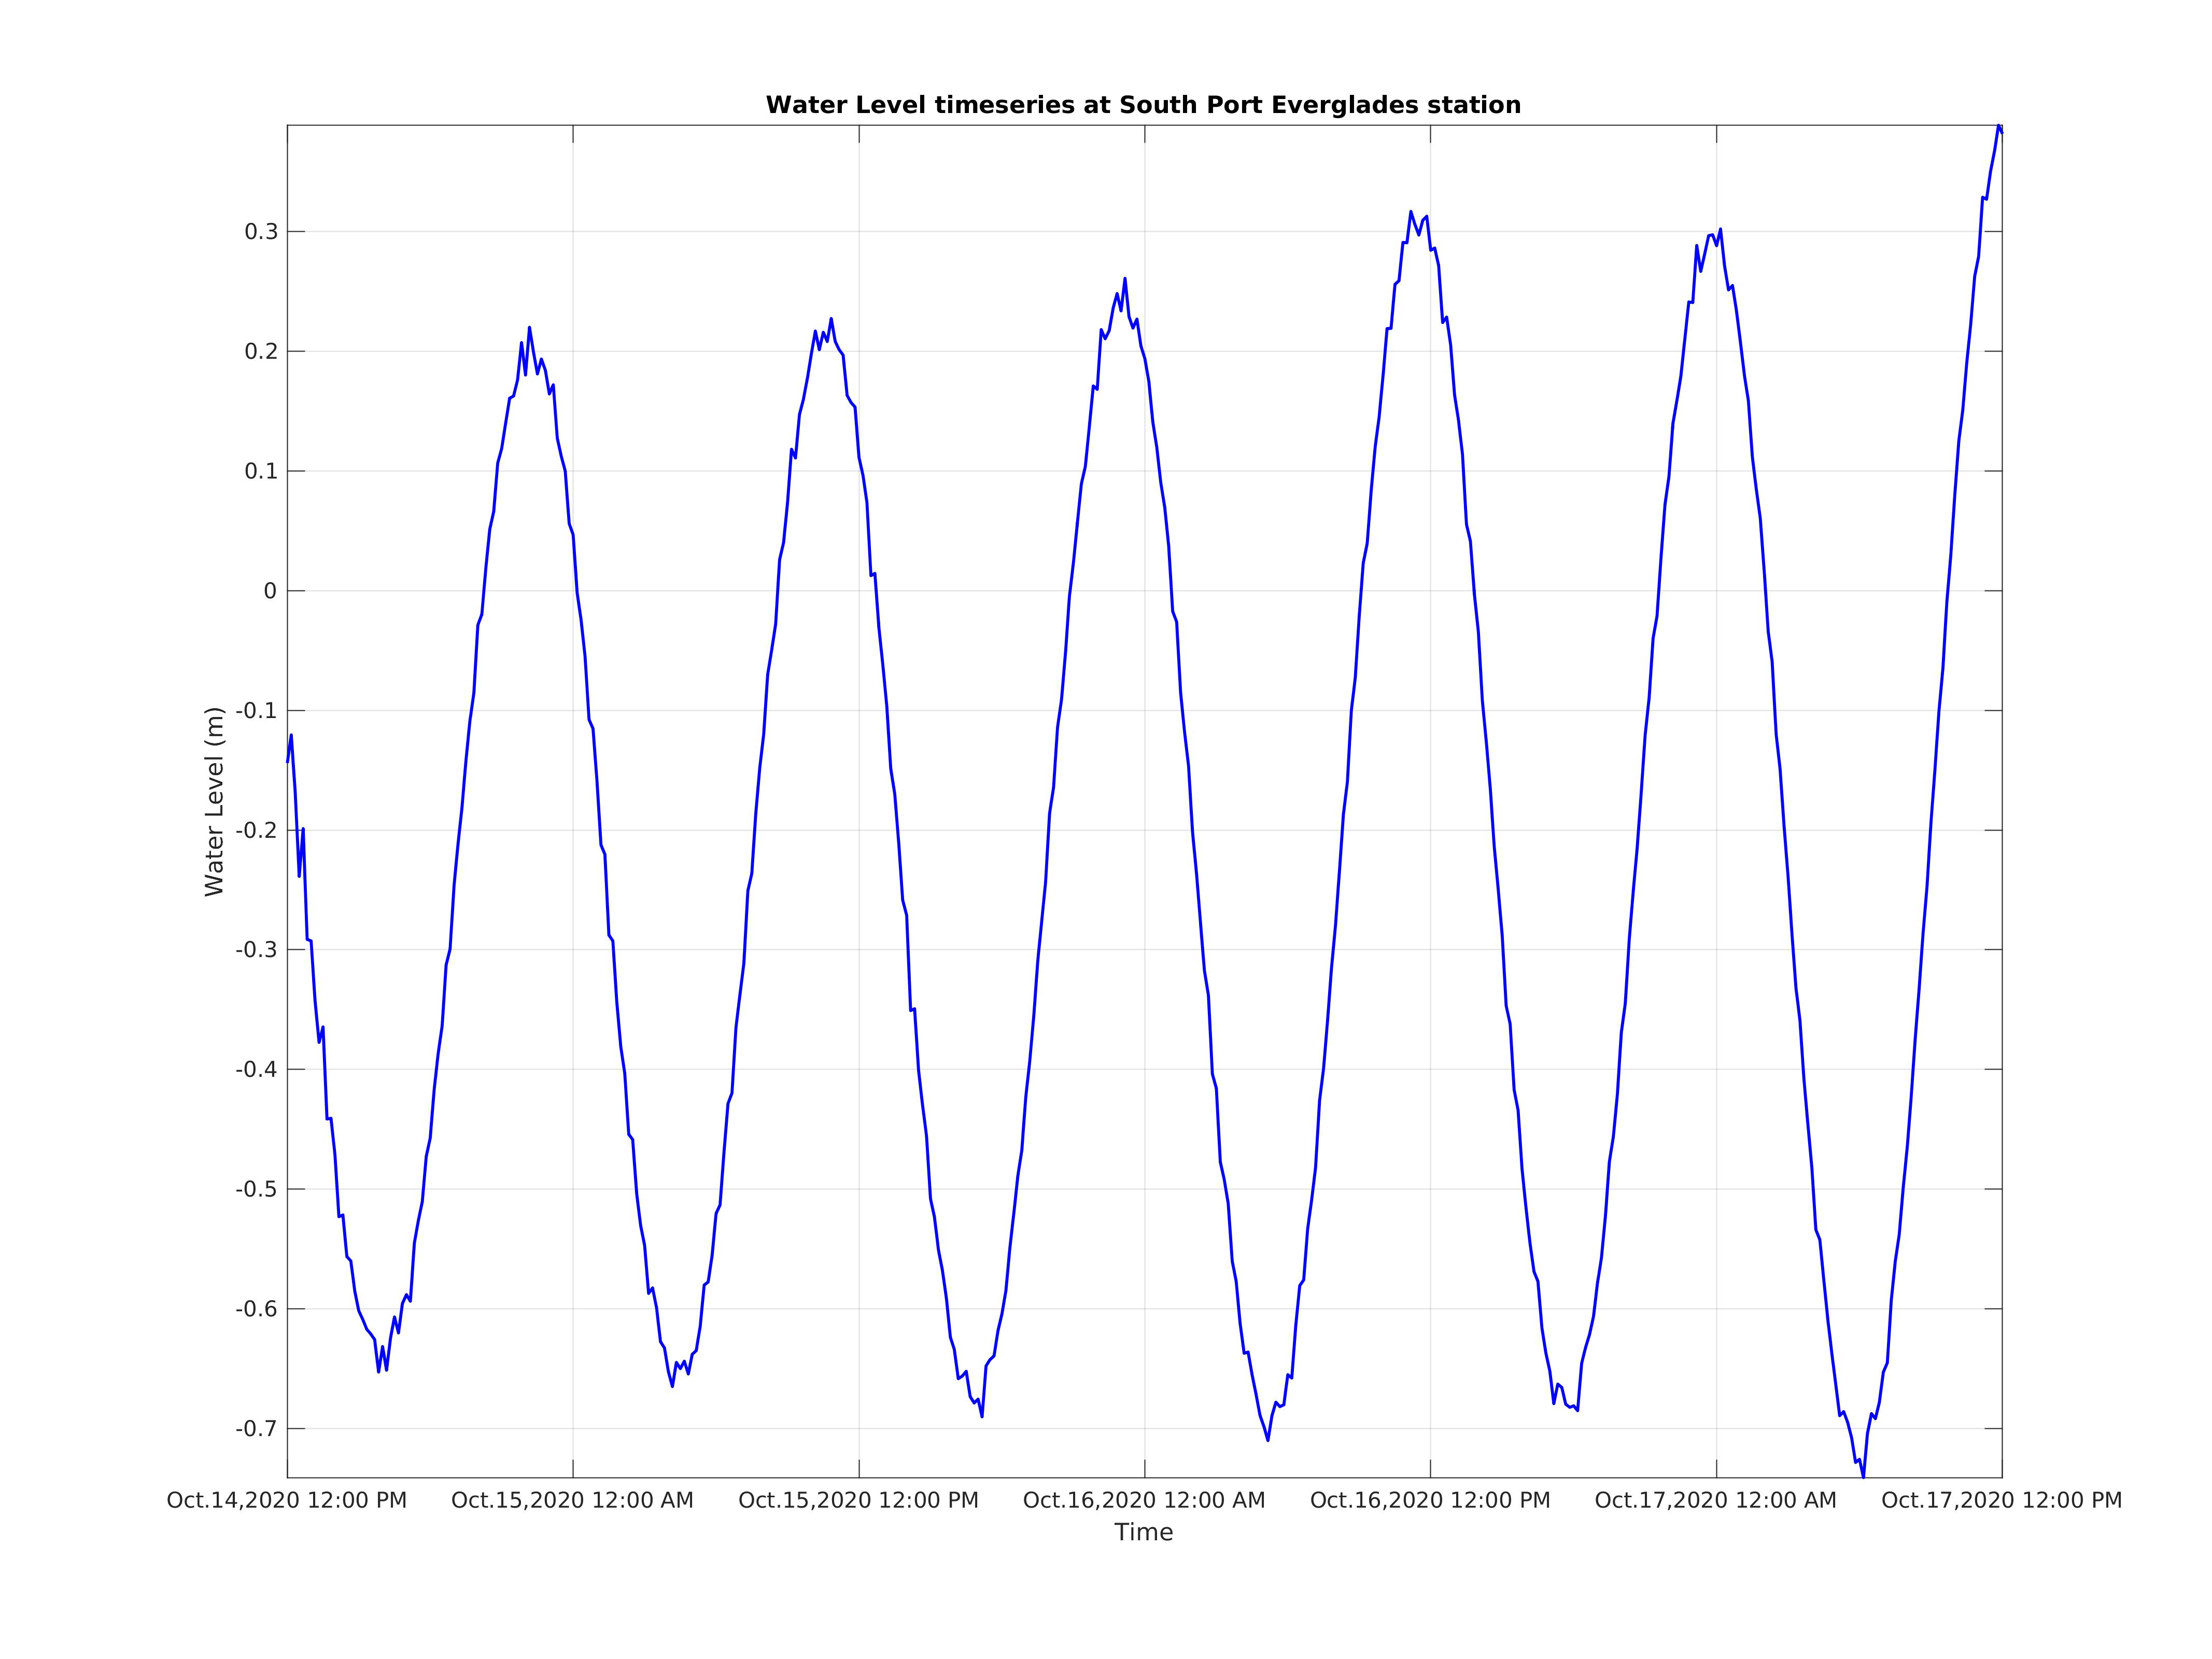 Water Level timeseries at South Port Everglades station
0.3
0.2
0.1
0
-0.1
-0.2
-0.3
-0.4
-0.5
-0.6
-0.7
Water Level (m)
Oct.14,2020 12:00 PM
Oct.15,2020 12:00 AM
Oct.15,2020 12:00 PM
Oct.16,2020 12:00 AM
Oct.16,2020 12:00 PM
Oct.17,2020 12:00 AM
Oct.17,2020 12:00 PM
Time